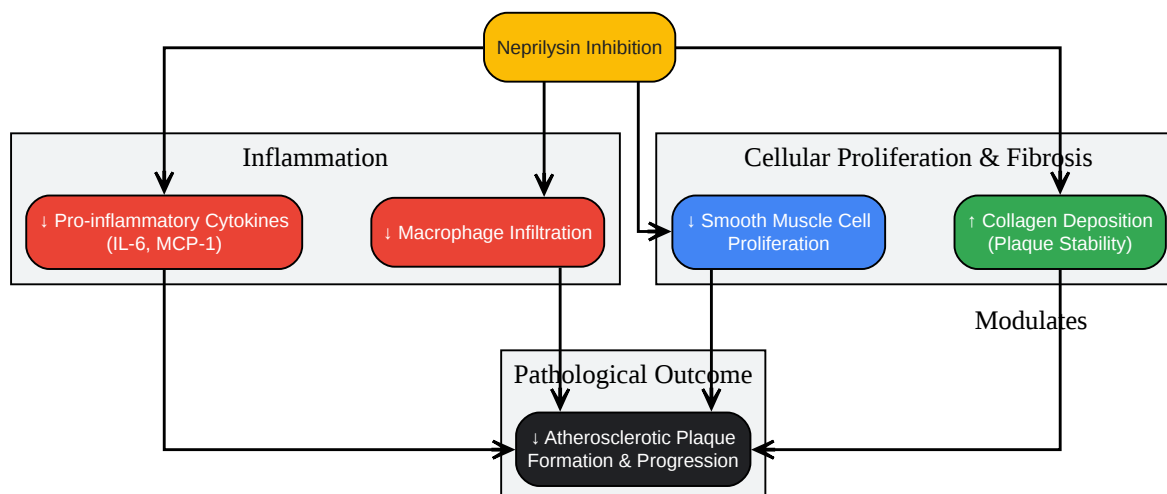 Neprilysin Inhibition
Inflammation
Cellular Proliferation & Fibrosis
↓ Pro-inflammatory Cytokines
(IL-6, MCP-1)
↓ Macrophage Infiltration
↓ Smooth Muscle Cell
Proliferation
↑ Collagen Deposition
(Plaque Stability)
Modulates
Pathological Outcome
↓ Atherosclerotic Plaque
Formation & Progression